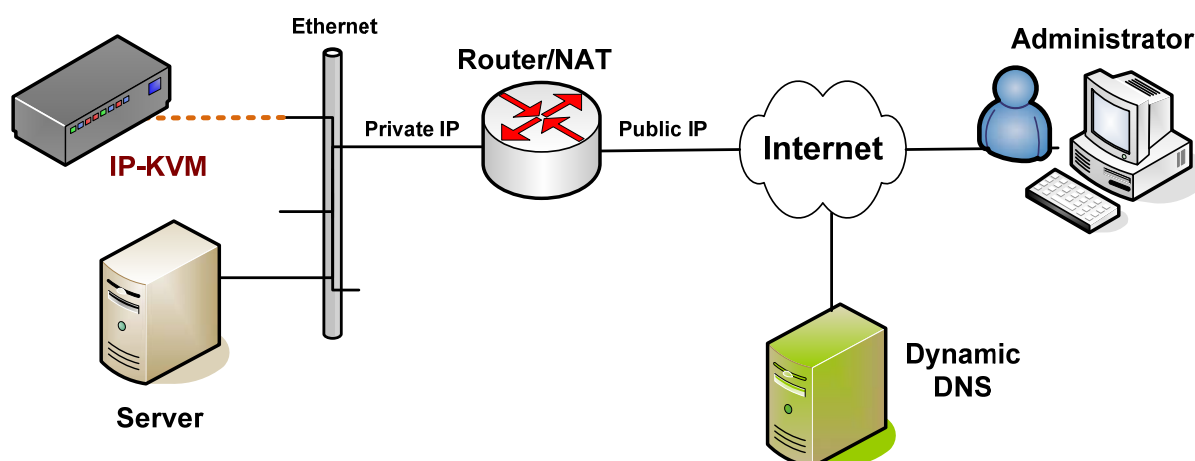 Ethernet
Administrator
Router/NAT
Private IP
Public IP
Internet
IP-KVM
Server
Dynamic
DNS